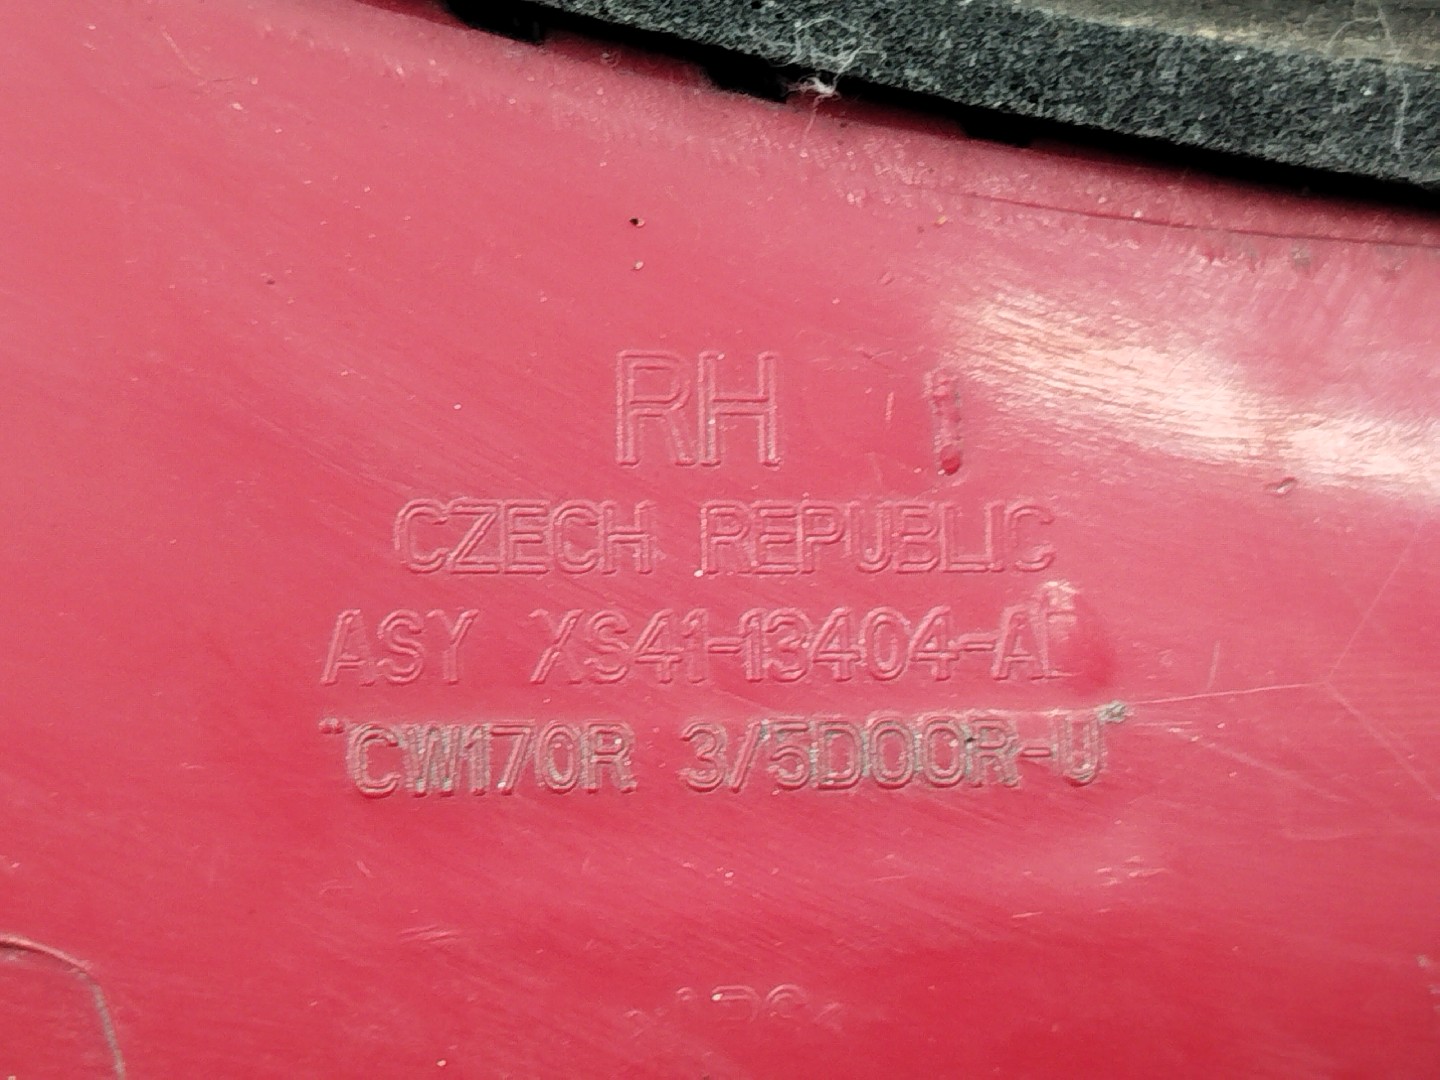 RH
CZECH REPUBLIC
ASY XS41-13404-A
"CW170R 3/5DOOR-U"